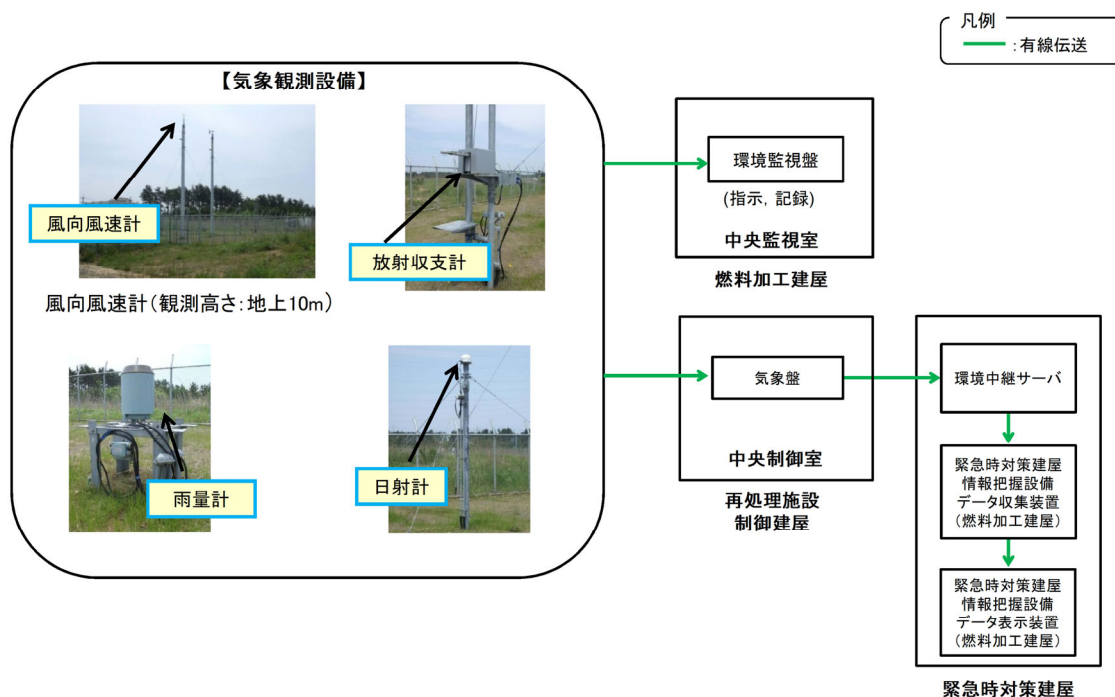 凡例
:有線伝送
【気象観測設備】
風向風速計
放射収支計
風向風速計(観測高さ:地上10m)
雨量計
日射計
環境監視盤
(指示, 記録)
中央監視室
燃料加工建屋
気象盤
中央制御室
再処理施設
制御建屋
環境中継サーバ
緊急時対策建屋
情報把握設備
データ収集装置
(燃料加工建屋)
緊急時対策建屋
情報把握設備
データ表示装置
(燃料加工建屋)
緊急時対策建屋